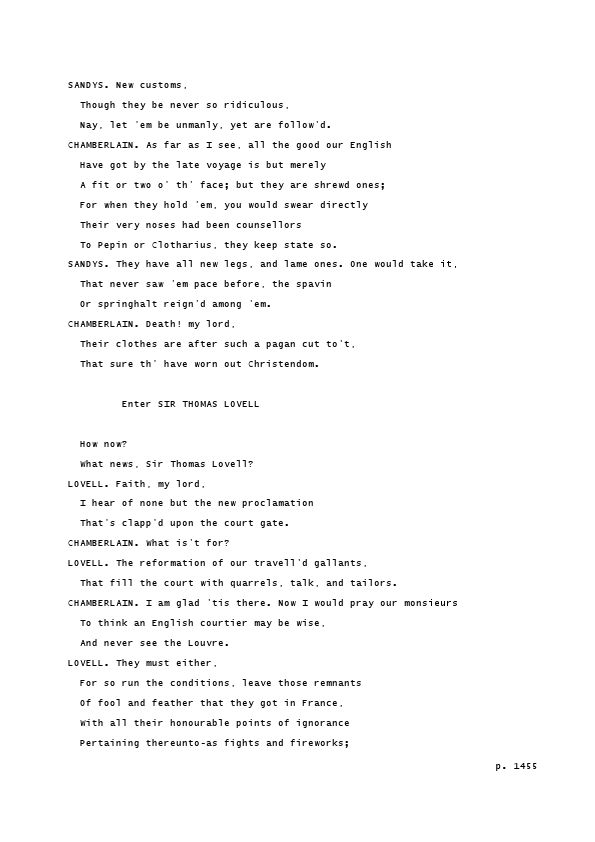 SANDYS. New customs,
Though they be never so ridiculous,
Nay, let 'em be unmanly, yet are follow'd.
CHAMBERLAIN. As far as I see, all the good our English
Have got by the late voyage is but merely
A fit or two o' th' face; but they are shrewd ones;
For when they hold 'em, you would swear directly
Their very noses had been counsellors
To Pepin or Clotharius, they keep state so.
SANDYS. They have all new legs, and lame ones. One would take it,
That never saw 'em pace before, the spavin
Or springhalt reign'd among 'em.
CHAMBERLAIN. Death! my lord,
Their clothes are after such a pagan cut to't,
That sure th' have worn out Christendom.
Enter SIR THOMAS LOVELL
How now?
What news, Sir Thomas Lovell?
LOVELL. Faith, my lord,
I hear of none but the new proclamation
That's clapp'd upon the court gate.
CHAMBERLAIN. What is't for?
LOVELL. The reformation of our travell'd gallants,
That fill the court with quarrels, talk, and tailors.
CHAMBERLAIN. I am glad 'tis there. Now I would pray our monsieurs
To think an English courtier may be wise,
And never see the Louvre.
LOVELL. They must either,
For so run the conditions, leave those remnants
Of fool and feather that they got in France,
With all their honourable points of ignorance
Pertaining thereunto-as fights and fireworks;
p. 1455